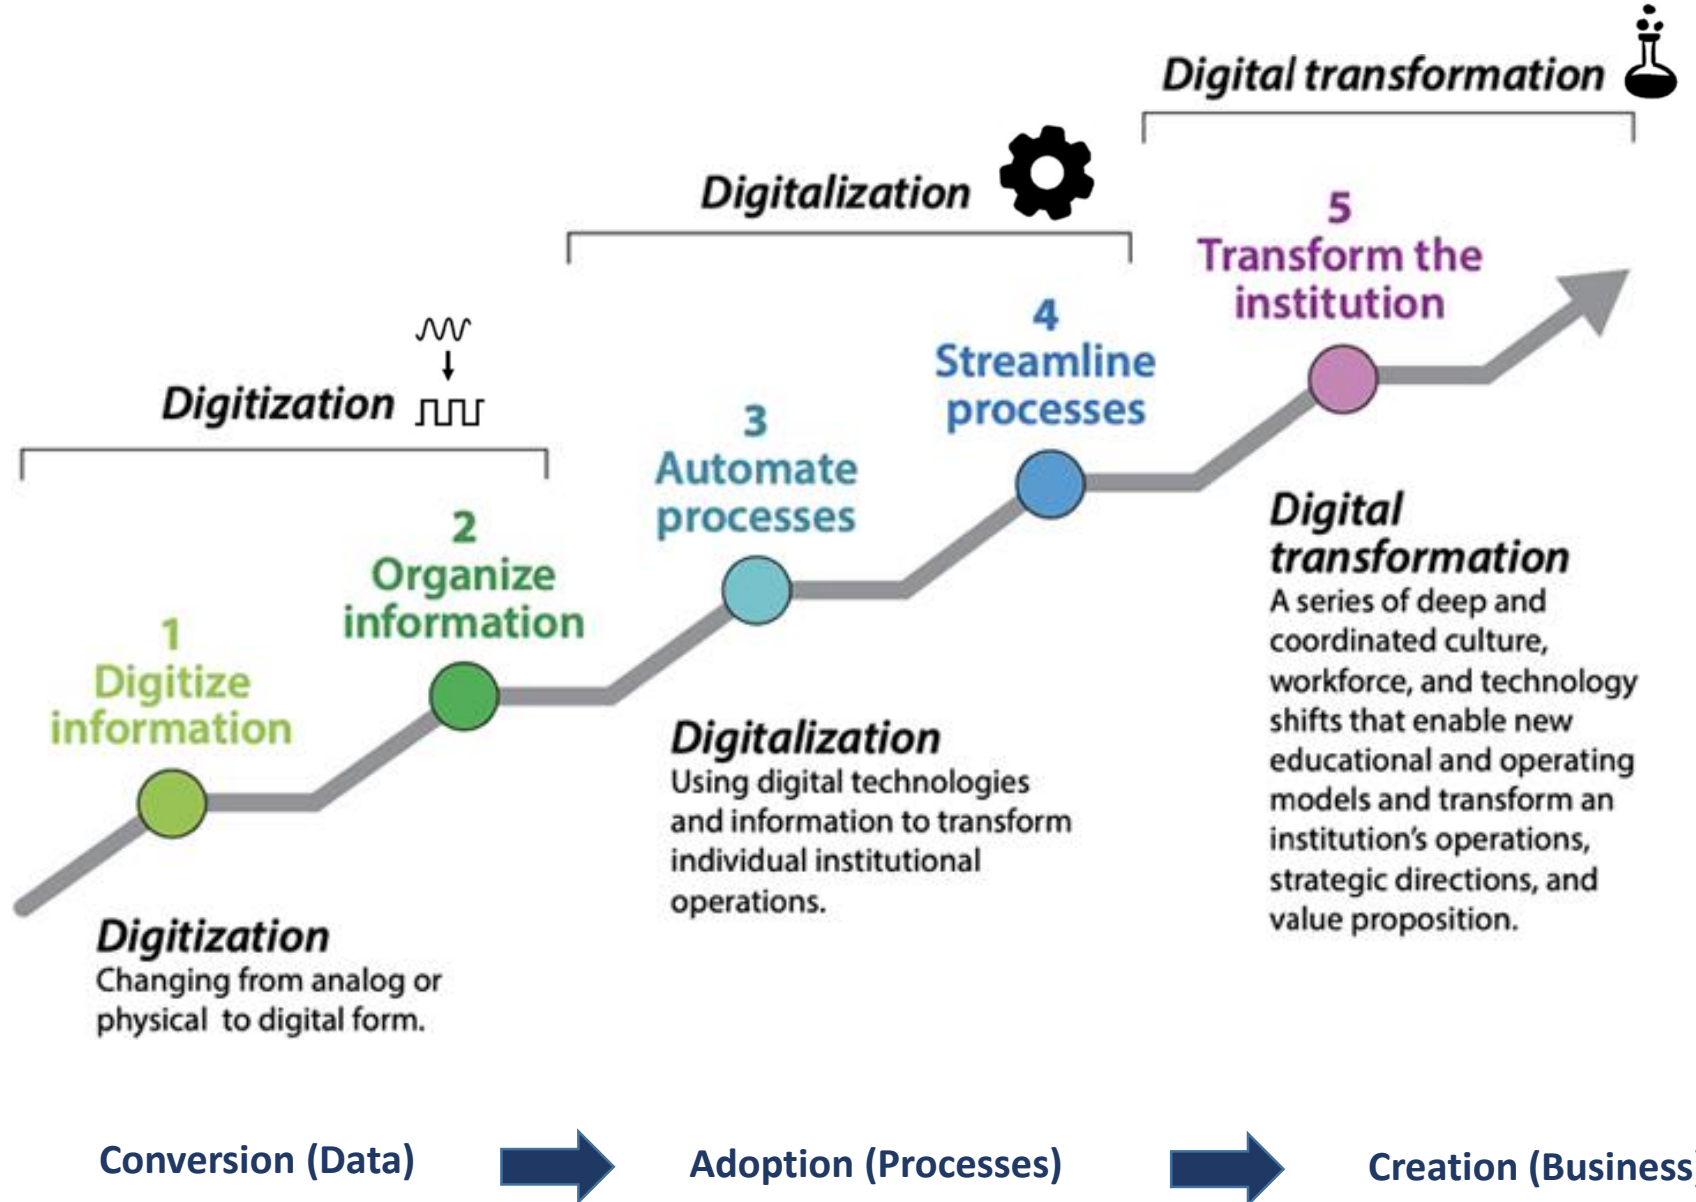 Digital transformation
Digitalization
5
Transform the
institution
4
Streamline
processes
Digitization
3
Automate
processes
2
Organize
information
1
Digitize
information
Digital
transformation
A series of deep and
coordinated culture,
workforce, and technology
shifts that enable new
educational and operating
models and transform an
institution's operations,
strategic directions, and
value proposition.
Digitalization
Using digital technologies
and information to transform
individual institutional
operations.
Digitization
Changing from analog or
physical to digital form.
Conversion (Data)
Adoption (Processes)
Creation (Business)